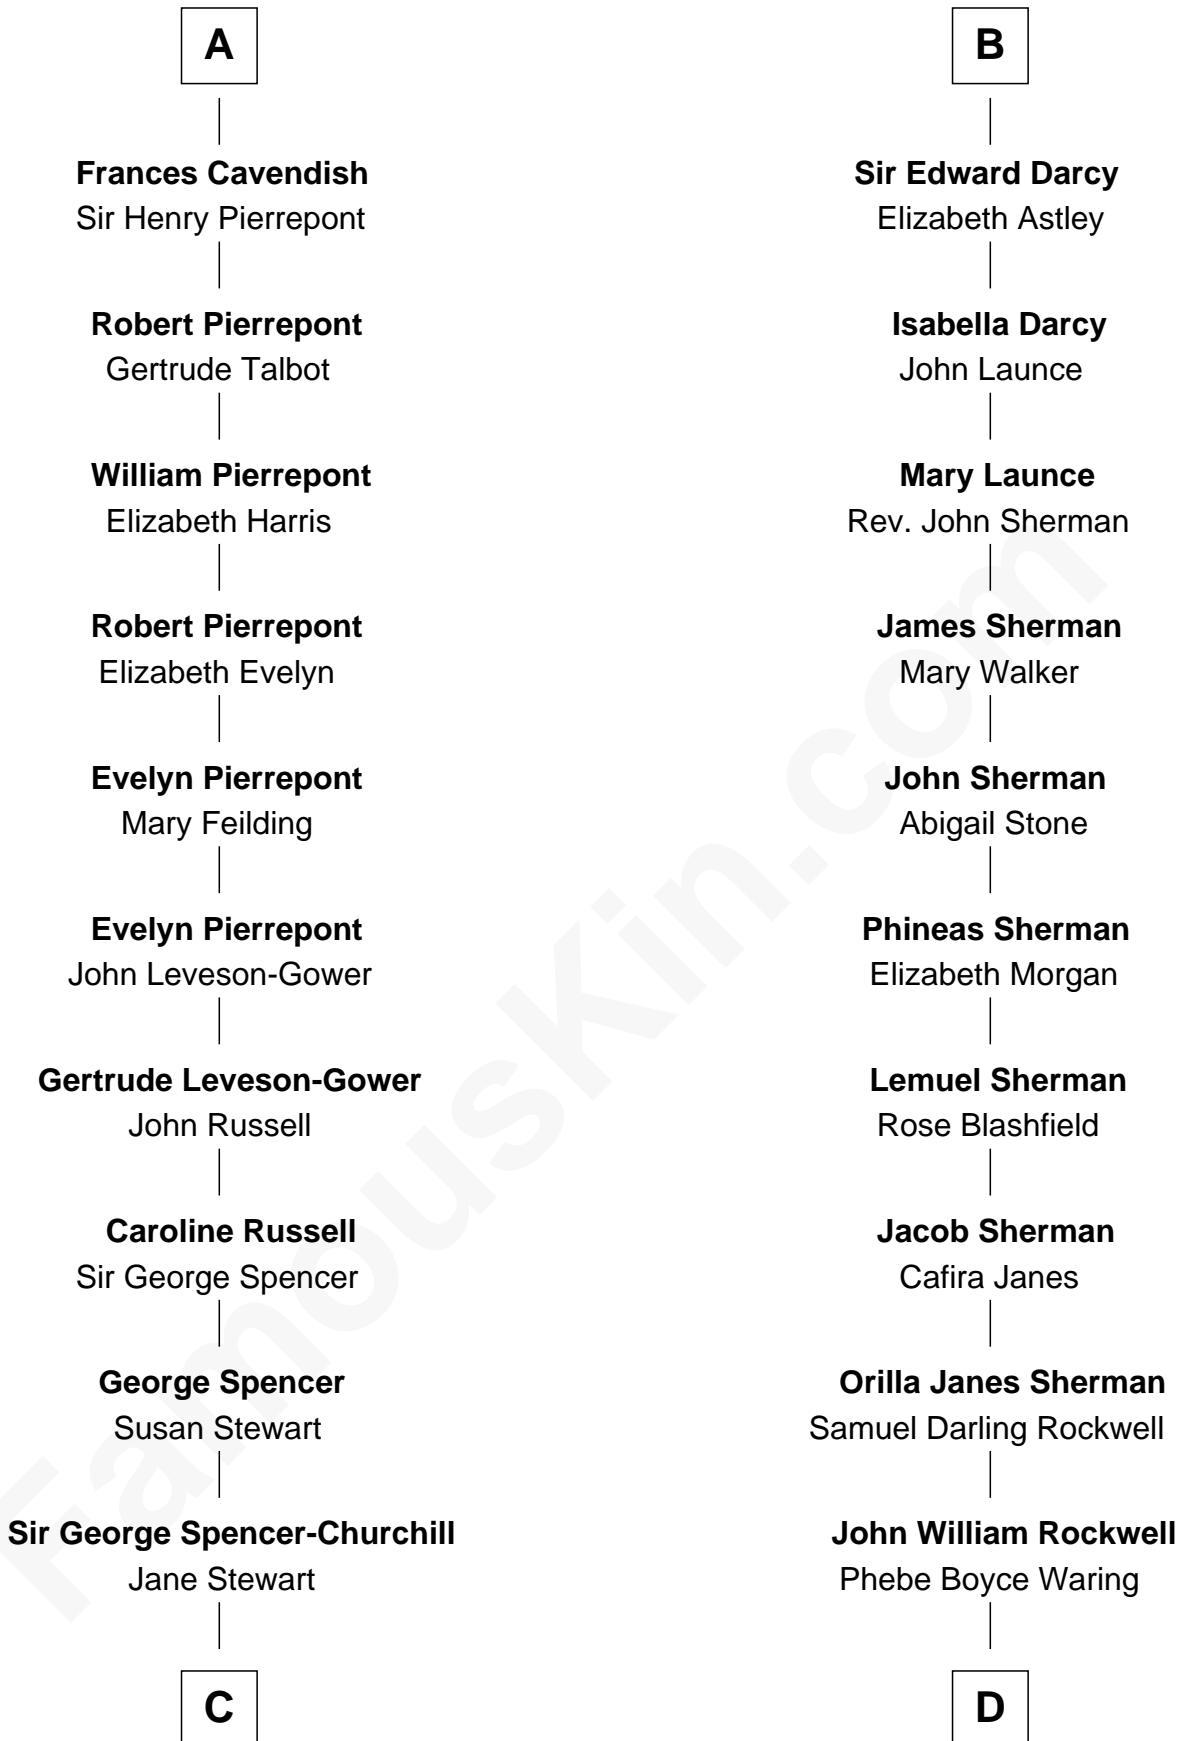 A
Frances Cavendish
Sir Henry Pierrepont
Robert Pierrepont
Gertrude Talbot
William Pierrepont
Elizabeth Harris
Robert Pierrepont
Elizabeth Evelyn
Evelyn Pierrepont
Mary Feilding
Evelyn Pierrepont
John Leveson-Gower
Gertrude Leveson-Gower
John Russell
Caroline Russell
Sir George Spencer
George Spencer
Susan Stewart
Sir George Spencer-Churchill
Jane Stewart
C
B
Sir Edward Darcy
Elizabeth Astley
Isabella Darcy
John Launce
Mary Launce
Rev. John Sherman
James Sherman
Mary Walker
John Sherman
Abigail Stone
Phineas Sherman
Elizabeth Morgan
Lemuel Sherman
Rose Blashfield
Jacob Sherman
Cafira Janes
Orilla Janes Sherman
Samuel Darling Rockwell
John William Rockwell
Phebe Boyce Waring
D
FamousKin.com